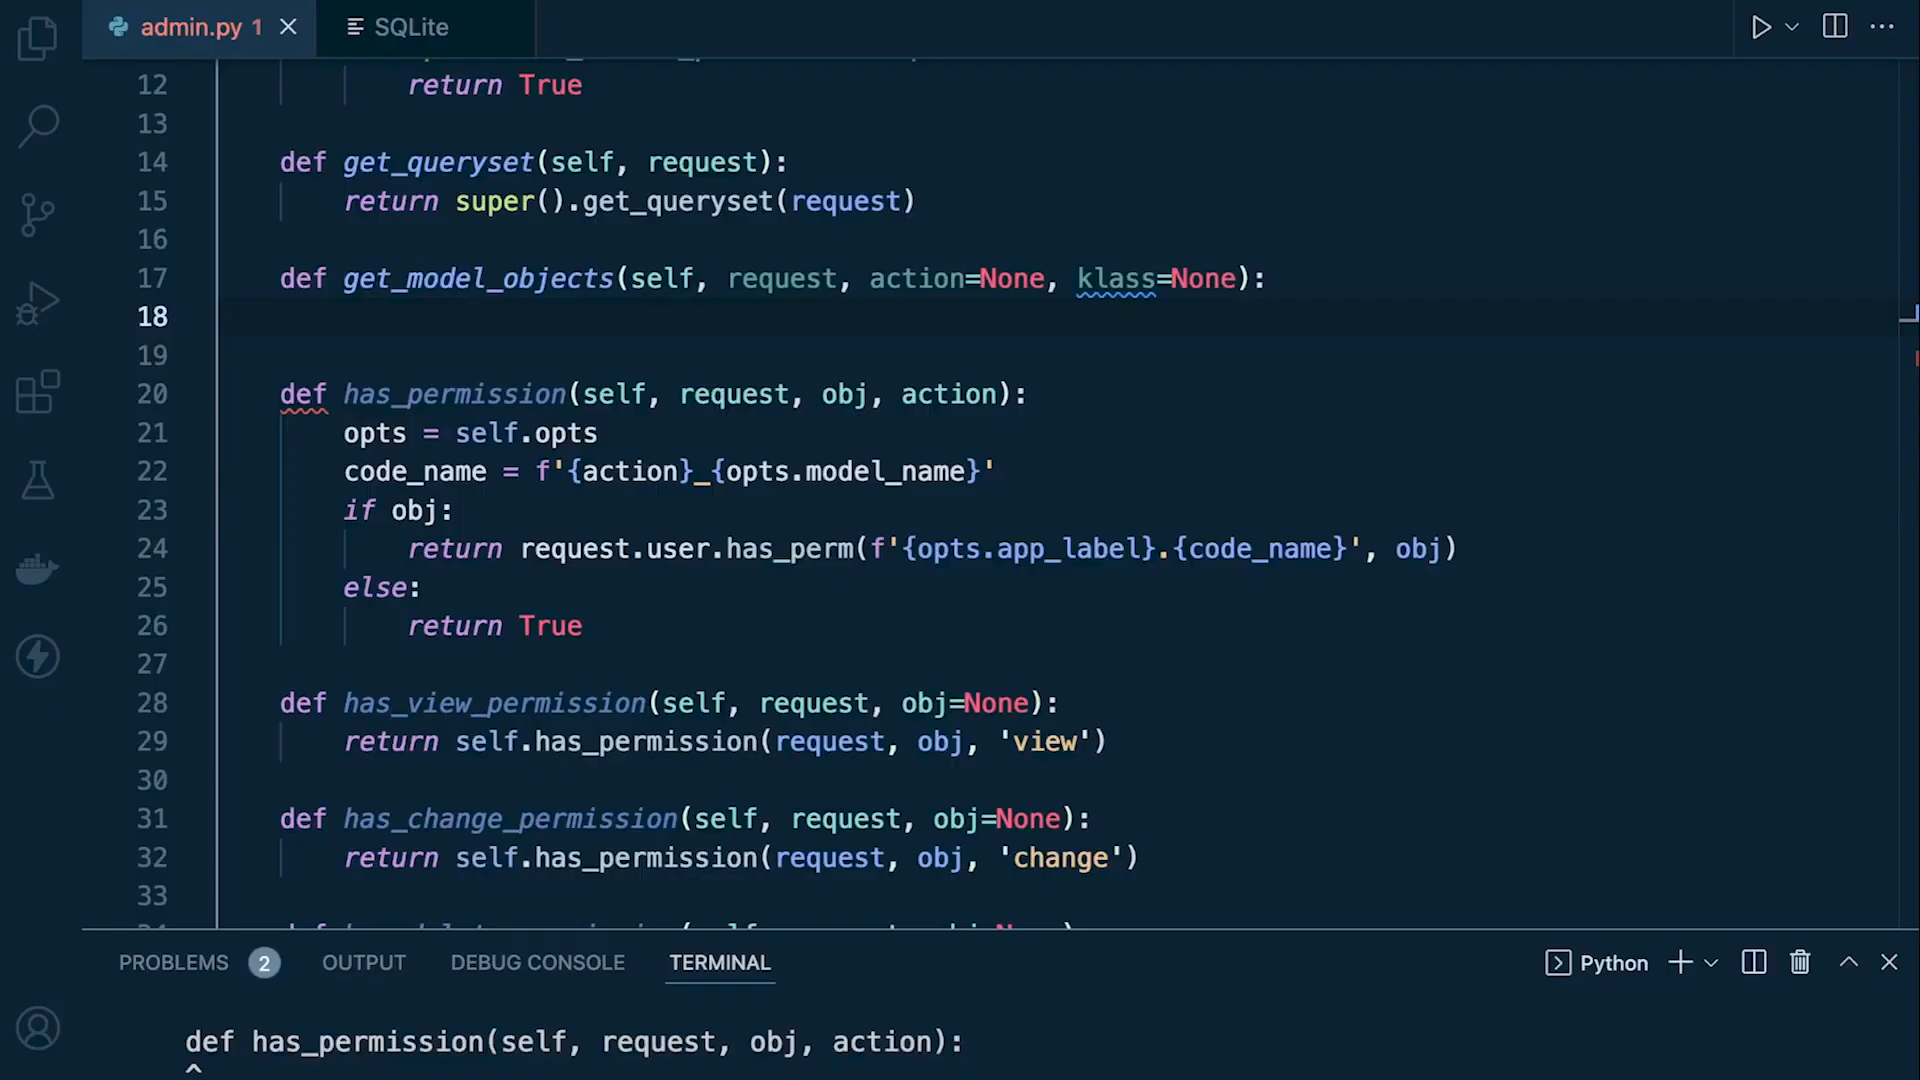 admin.py 1
SQLite
12 return True
13
14 def get_queryset(self, request):
15 return super().get_queryset(request)
16
17 def get_model_objects(self, request, action=None, klass=None):
18
19
20 def has_permission(self, request, obj, action):
21 opts = self.opts
22 code_name = f'{action}_{opts.model_name}'
23 if obj:
24 return request.user.has_perm(f'{opts.app_label}.{code_name}', obj)
25 else:
26 return True
27
28 def has_view_permission(self, request, obj=None):
29 return self.has_permission(request, obj, 'view')
30
31 def has_change_permission(self, request, obj=None):
32 return self.has_permission(request, obj, 'change')
33
PROBLEMS 2 OUTPUT DEBUG CONSOLE TERMINAL Python
def has_permission(self, request, obj, action):
^